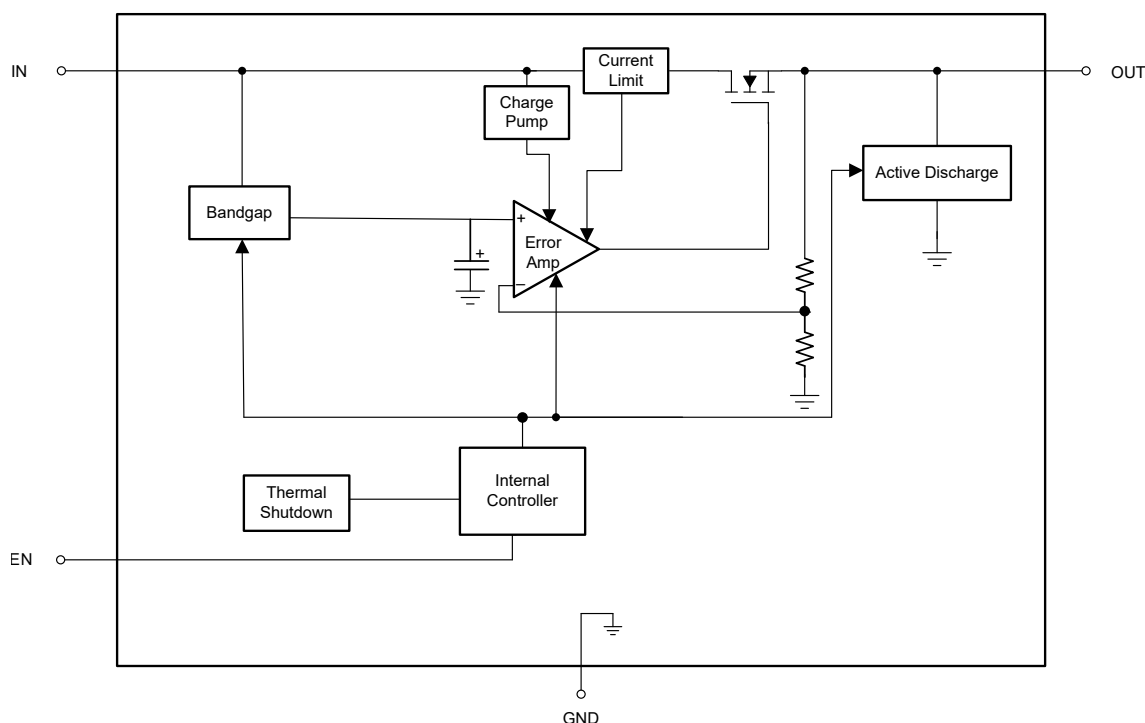 IN
Current
Limit
OUT
Charge
Pump
Active Discharge
Bandgap
+
Error
Amp
+
−
Internal
Controller
Thermal
Shutdown
EN
GND